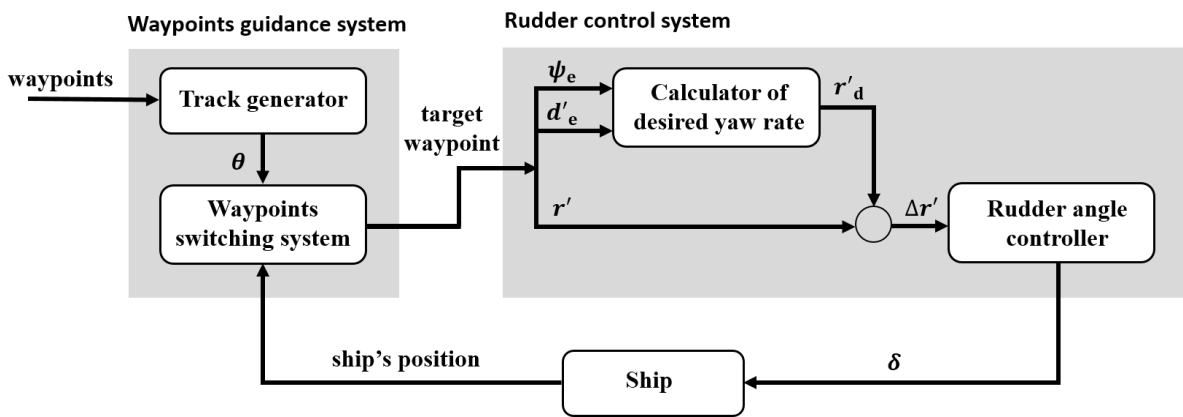 Waypoints guidance system
Rudder control system
waypoints
Track generator
θ
Waypoints
switching system
target
waypoint
ψe
d′e
r′
Calculator of
desired yaw rate
r′d
Δr′
Rudder angle
controller
ship's position
Ship
δ